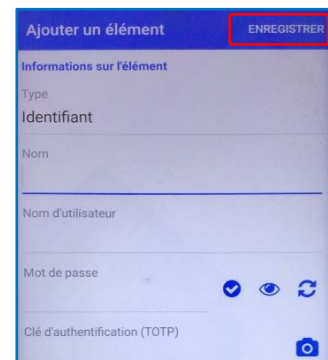 Ajouter un élément ENREGISTRER
Informations sur l'élément
Type
Identifiant
Nom
Nom d'utilisateur
Mot de passe
Clé d'authentification (TOTP)